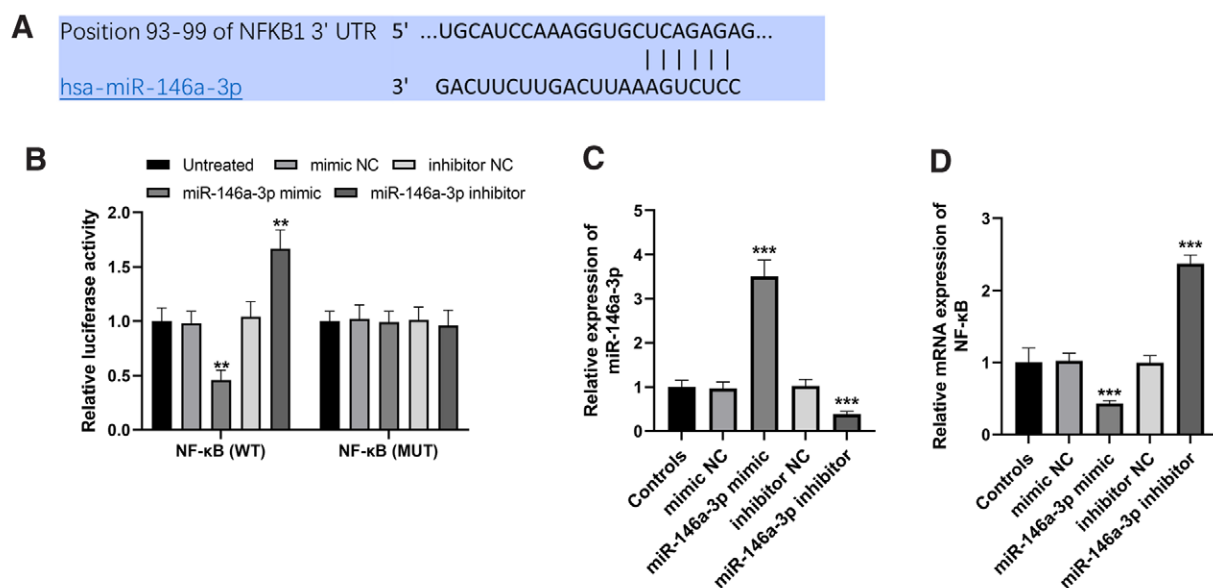 A
Position 93-99 of NFKB1 3' UTR 5' ...UGCAUCCAAAGGUGCUCAGAGAG...
| | | | | |
hsa-miR-146a-3p 3' GACUUCUUGACUUAAAGUCUCC
B
Untreated mimic NC inhibitor NC
miR-146a-3p mimic miR-146a-3p inhibitor
Relative luciferase activity
2.0
1.5
1.0
0.5
0.0
**
**
NF-κB (WT) NF-κB (MUT)
C
Relative expression of
miR-146a-3p
5
4
3
2
1
0
***
***
Controls
mimic NC
miR-146a-3p mimic
inhibitor NC
miR-146a-3p inhibitor
D
Relative mRNA expression of
NF-κB
3
2
1
0
***
***
Controls
mimic NC
miR-146a-3p mimic
inhibitor NC
miR-146a-3p inhibitor